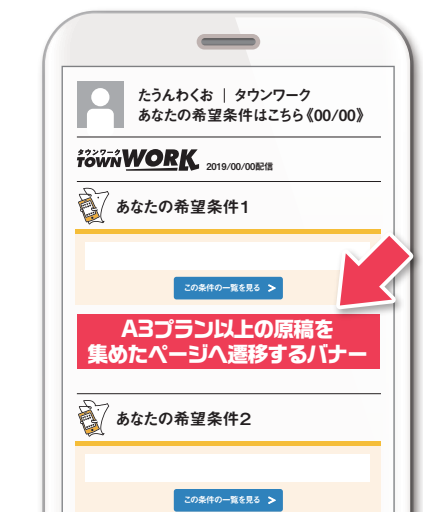 たうんわくお | タウンワーク
あなたの希望条件はこちら《00/00》
タウンワーク
TOWNWORK 2019/00/00配信
あなたの希望条件1
この条件の一覧を見る >
A3プラン以上の原稿を
集めたページへ遷移するバナー
あなたの希望条件2
この条件の一覧を見る >